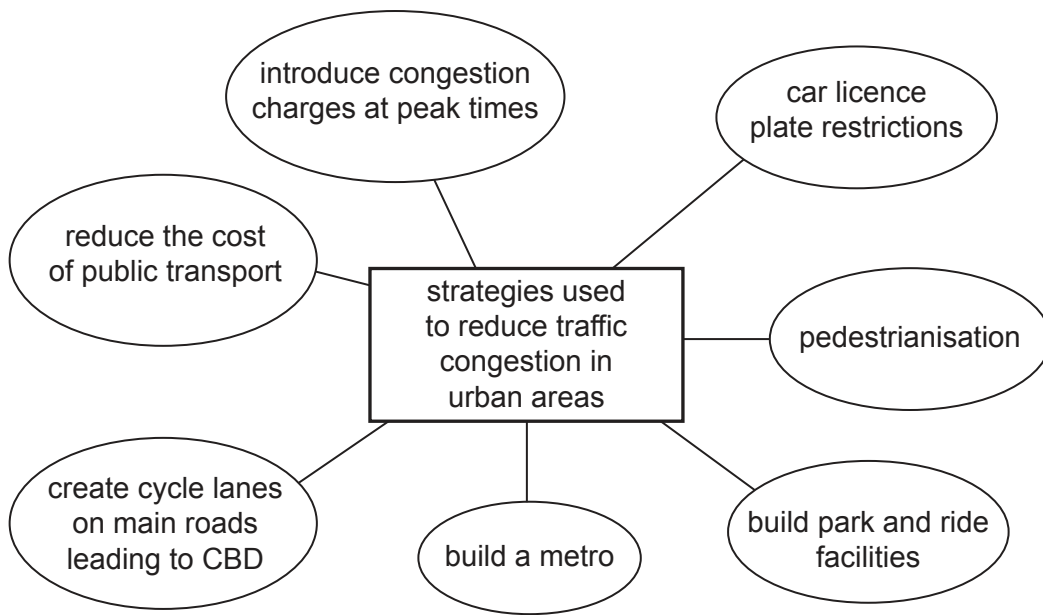 introduce congestion
charges at peak times
car licence
plate restrictions
reduce the cost
of public transport
strategies used
to reduce traffic
congestion in
urban areas
pedestrianisation
create cycle lanes
on main roads
leading to CBD
build a metro
build park and ride
facilities